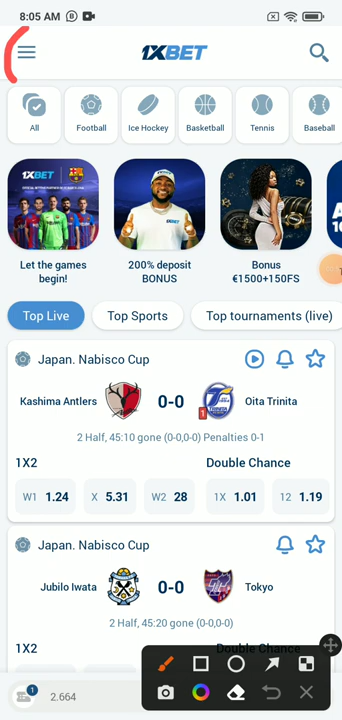 8:05 AM
1XBET
All Football Ice Hockey Basketball Tennis Baseball
1XBET
Let the games begin!
200% deposit BONUS
Bonus €1500+150FS
Top Live Top Sports Top tournaments (live)
Japan. Nabisco Cup
Kashima Antlers 0-0 Oita Trinita
1
2 Half, 45:10 gone (0-0,0-0) Penalties 0-1
1X2 Double Chance
W1 1.24 X 5.31 W2 28 1X 1.01 12 1.19
Japan. Nabisco Cup
Jubilo Iwata 0-0 Tokyo
2 Half, 45:20 gone (0-0,0-0)
1X2 Double Chance
1
2.664